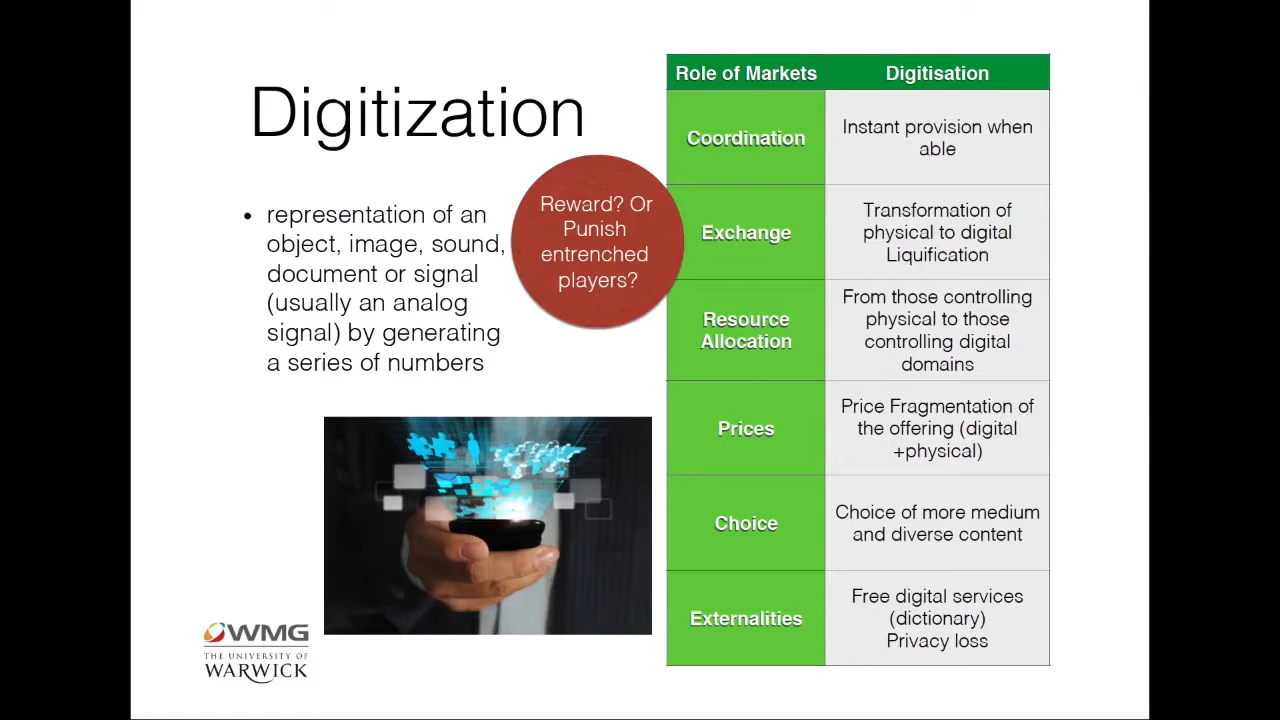 Digitization
• representation of an
object, image, sound,
document or signal
(usually an analog
signal) by generating
a series of numbers
Reward? Or
Punish
entrenched
players?
Role of Markets
Digitisation
Coordination
Instant provision when
able
Exchange
Transformation of
physical to digital
Liquification
Resource
Allocation
From those controlling
physical to those
controlling digital
domains
Prices
Price Fragmentation of
the offering (digital
+physical)
Choice
Choice of more medium
and diverse content
Externalities
Free digital services
(dictionary)
Privacy loss
WMG
THE UNIVERSITY OF
WARWICK